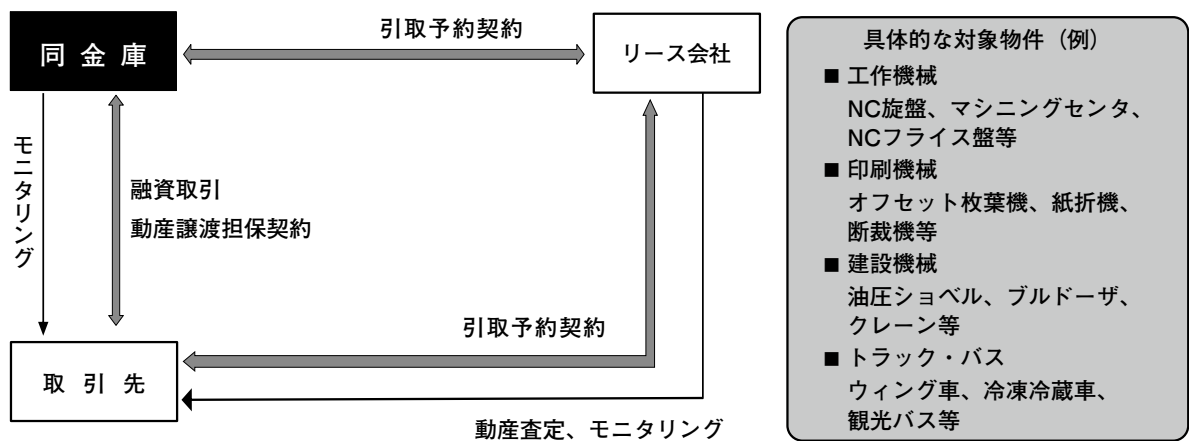 同金庫
引取予約契約
リース会社
モニタリング
融資取引
動産譲渡担保契約
引取予約契約
取引先
動産査定、モニタリング
具体的な対象物件（例）
■ 工作機械
NC旋盤、マシニングセンタ、
NCフライス盤等
■ 印刷機械
オフセット枚葉機、紙折機、
断裁機等
■ 建設機械
油圧ショベル、ブルドーザ、
クレーン等
■ トラック・バス
ウィング車、冷凍冷蔵車、
観光バス等